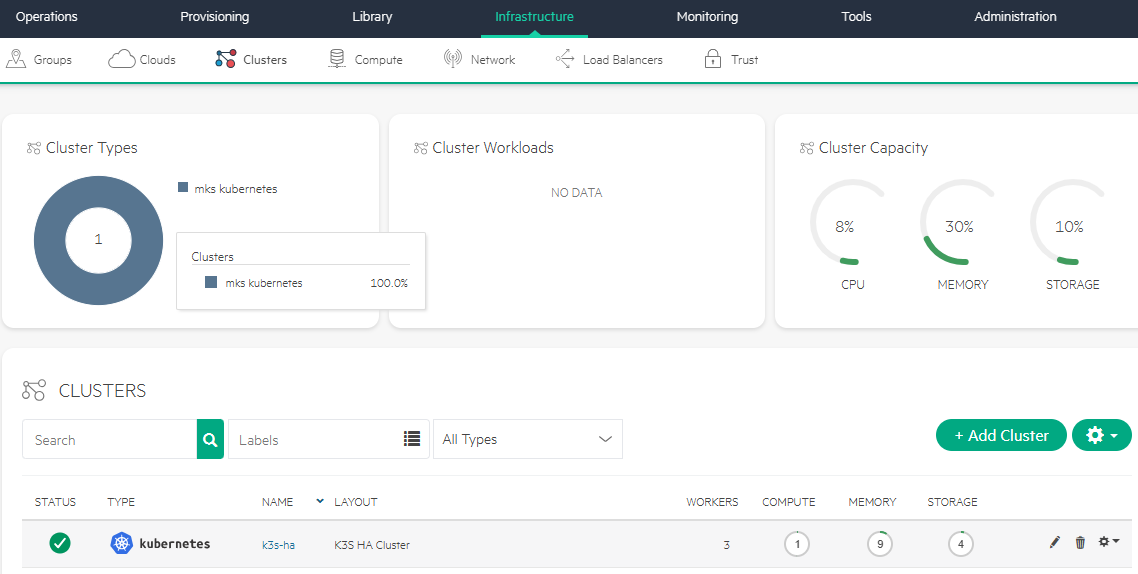 Operations Provisioning Library Infrastructure Monitoring Tools Administration
Groups Clouds Clusters Compute Network Load Balancers Trust
Cluster Types
1
mks kubernetes
Clusters
mks kubernetes 100.0%
Cluster Workloads
NO DATA
Cluster Capacity
8% 30% 10%
CPU MEMORY STORAGE
CLUSTERS
Search Labels All Types + Add Cluster
STATUS TYPE NAME LAYOUT WORKERS COMPUTE MEMORY STORAGE
kubernetes k3s-ha K3S HA Cluster 3 1 9 4